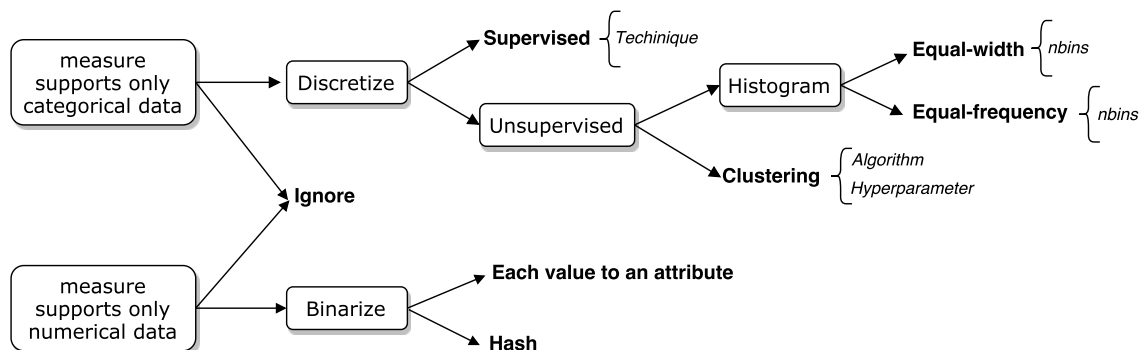 measure
supports only
categorical data
Discretize
Supervised
Techinique
Unsupervised
Histogram
Equal-width
nbins
Equal-frequency
nbins
Clustering
Algorithm
Hyperparameter
Ignore
measure
supports only
numerical data
Binarize
Each value to an attribute
Hash